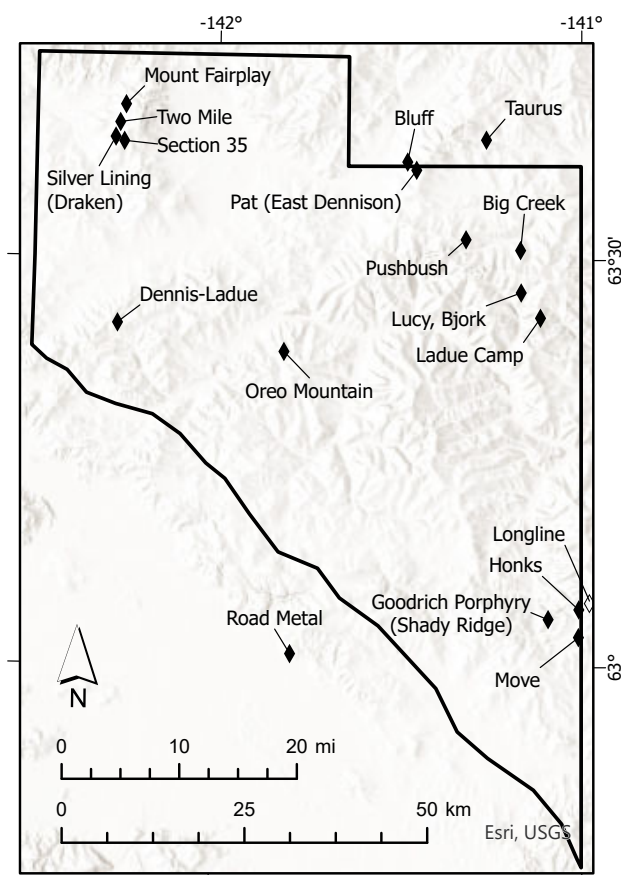 -142°
-141°
Mount Fairplay
Two Mile
Section 35
Silver Lining
(Draken)
Bluff
Taurus
Pat (East Dennison)
Big Creek
63°30'
Pushbush
Dennis-Ladue
Lucy, Bjork
Ladue Camp
Oreo Mountain
Longline
Honks
Goodrich Porphyry
(Shady Ridge)
Road Metal
63°
Move
N
0 10 20 mi
0 25 50 km
Esri, USGS